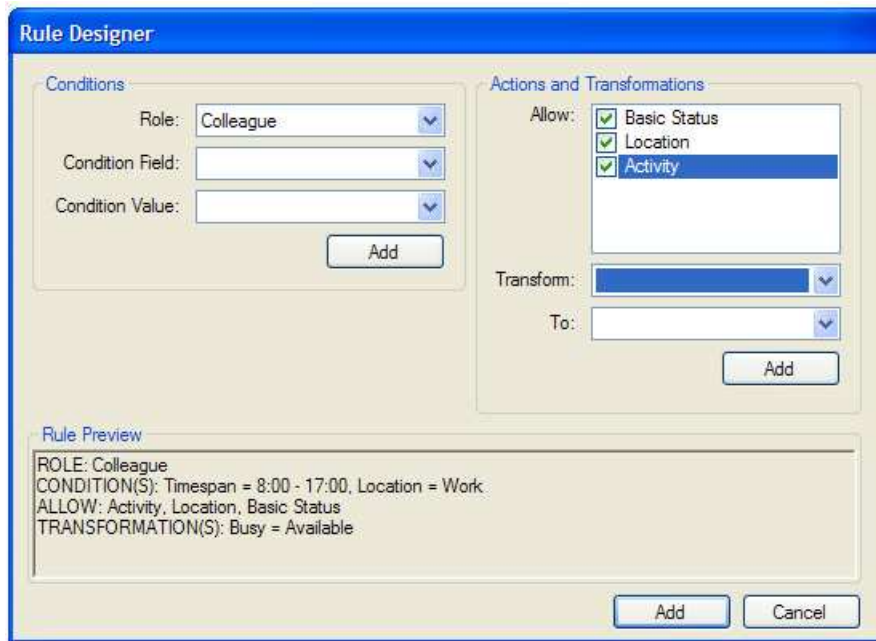 Rule Designer
Conditions
Role: Colleague
Condition Field:
Condition Value:
Add
Actions and Transformations
Allow: Basic Status
Location
Activity
Transform:
To:
Add
Rule Preview
ROLE: Colleague
CONDITION(S): Timespan = 8:00 - 17:00, Location = Work
ALLOW: Activity, Location, Basic Status
TRANSFORMATION(S): Busy = Available
Add Cancel